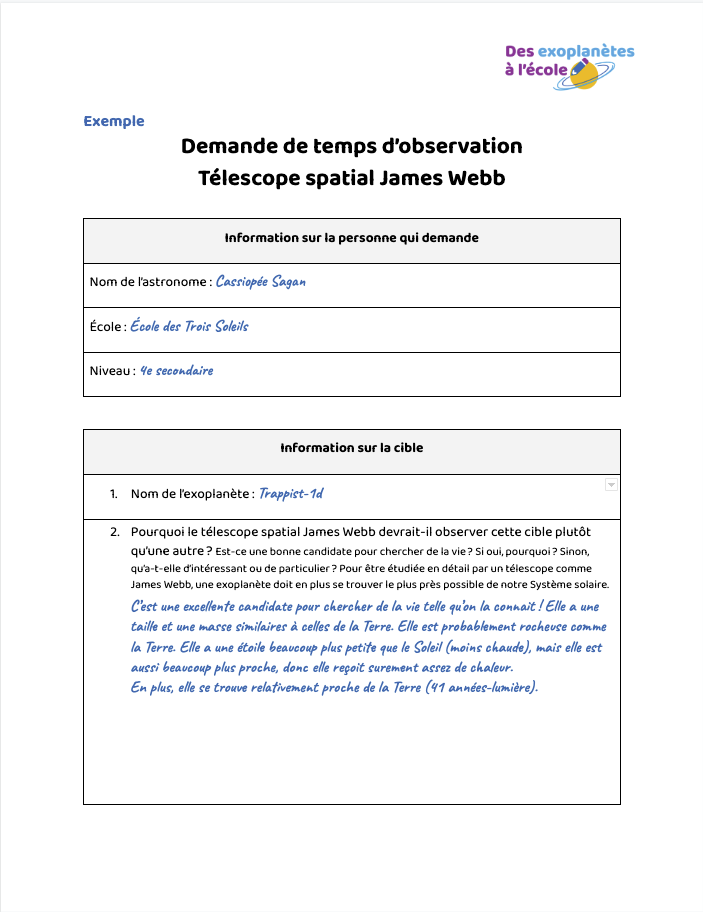 Des exoplanètes
à l'école
Exemple
Demande de temps d'observation
Télescope spatial James Webb
Information sur la personne qui demande
Nom de l'astronome : Cassiopée Sagan
École : École des Trois Soleils
Niveau : 4e secondaire
Information sur la cible
1. Nom de l'exoplanète : Trappist-1d
2. Pourquoi le télescope spatial James Webb devrait-il observer cette cible plutôt
qu'une autre ? Est-ce une bonne candidate pour chercher de la vie ? Si oui, pourquoi ? Sinon,
qu'a-t-elle d'intéressant ou de particulier ? Pour être étudiée en détail par un télescope comme
James Webb, une exoplanète doit en plus se trouver le plus près possible de notre Système solaire.
C'est une excellente candidate pour chercher de la vie telle qu'on la connait ! Elle a une
taille et une masse similaires à celles de la Terre. Elle est probablement rocheuse comme
la Terre. Elle a une étoile beaucoup plus petite que le Soleil (moins chaude), mais elle est
aussi beaucoup plus proche, donc elle reçoit surement assez de chaleur.
En plus, elle se trouve relativement proche de la Terre (41 années-lumière).